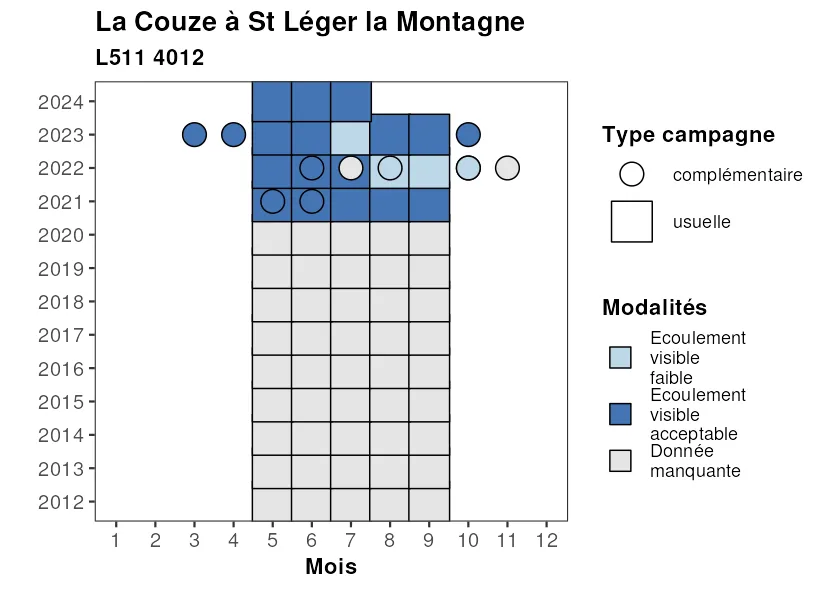 La Couze à St Léger la Montagne
L511 4012
2024
2023
2022
2021
2020
2019
2018
2017
2016
2015
2014
2013
2012
1 2 3 4 5 6 7 8 9 10 11 12
Mois
Type campagne
complémentaire
usuelle
Modalités
Ecoulement
visible
faible
Ecoulement
visible
acceptable
Donnée
manquante